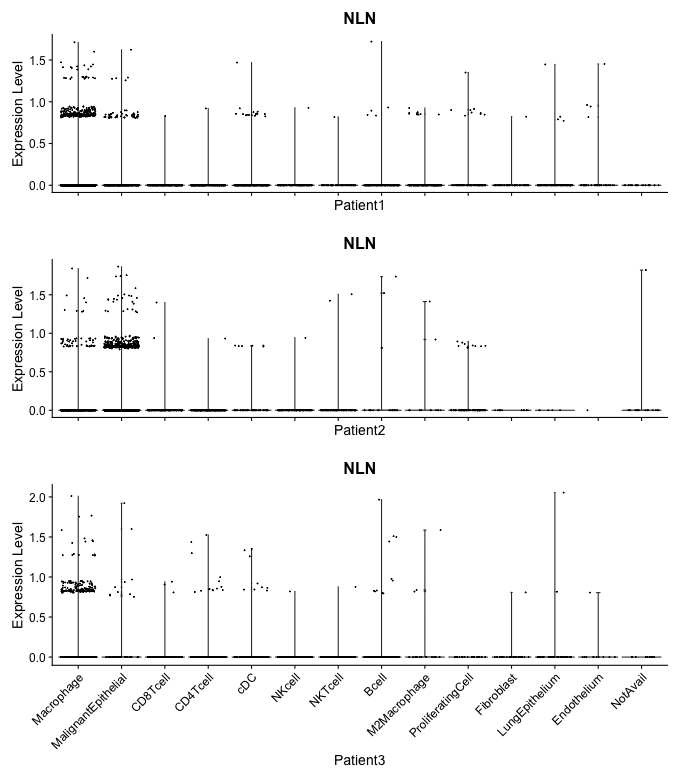 NLN
Expression Level
1.5
1.0
0.5
0.0
Patient1
NLN
Expression Level
1.5
1.0
0.5
0.0
Patient2
NLN
Expression Level
2.0
1.5
1.0
0.5
0.0
Macrophage
MalignantEpithelial
CD8Tcell
CD4Tcell
cDC
NKcell
NKTcell
Bcell
M2Macrophage
ProliferatingCell
Fibroblast
LungEpithelium
Endothelium
NotAvail
Patient3